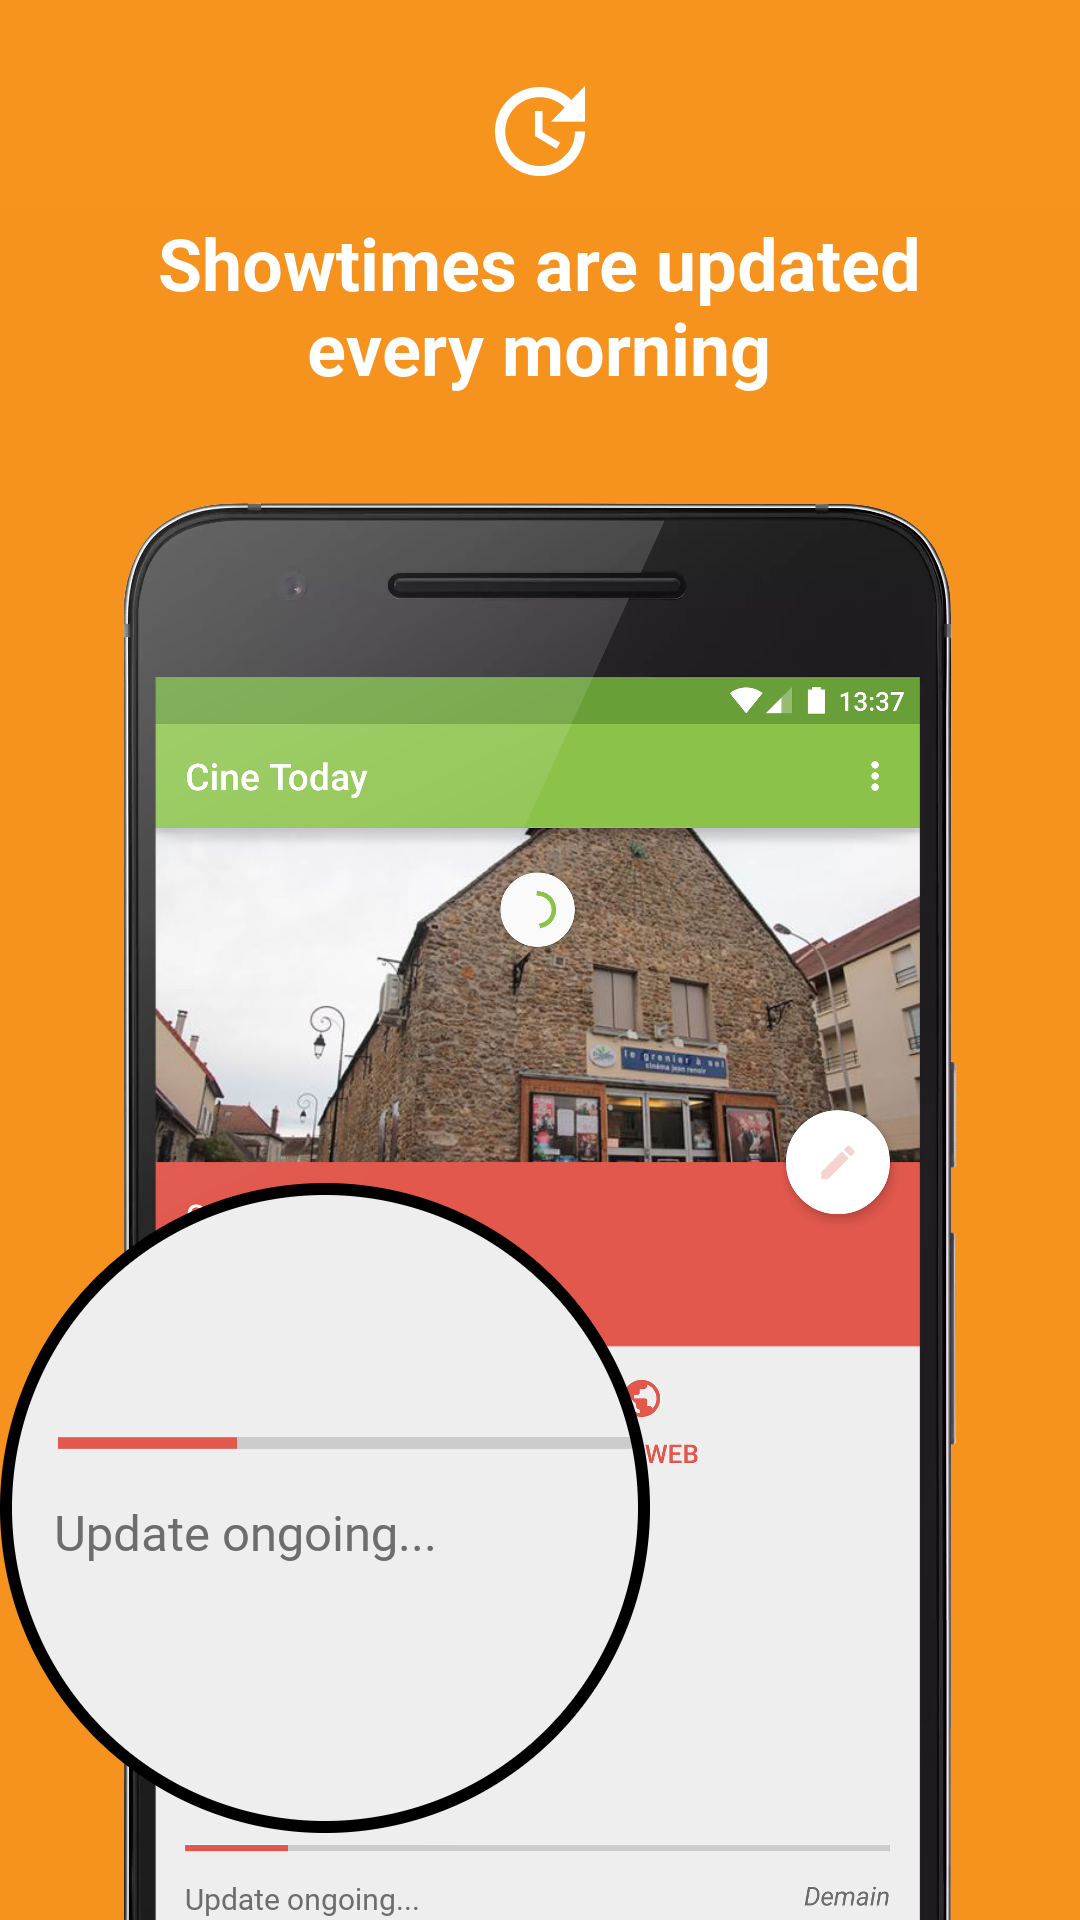 Showtimes are updated
every morning
13:37
Cine Today
le grenier à sel
cinéma jean renoir
WEB
Update ongoing...
Update ongoing...
Demain